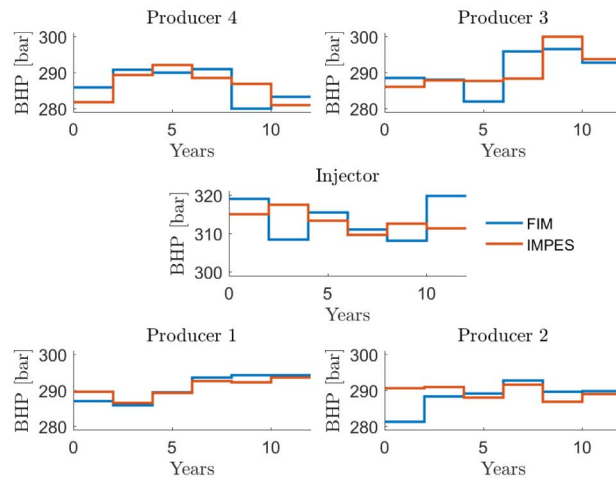 Producer 4
BHP [bar]
300
290
280
0
5
10
Years
Producer 3
BHP [bar]
300
290
280
0
5
10
Years
Injector
BHP [bar]
320
310
300
0
5
10
Years
FIM
IMPES
Producer 1
BHP [bar]
300
290
280
0
5
10
Years
Producer 2
BHP [bar]
300
290
280
0
5
10
Years